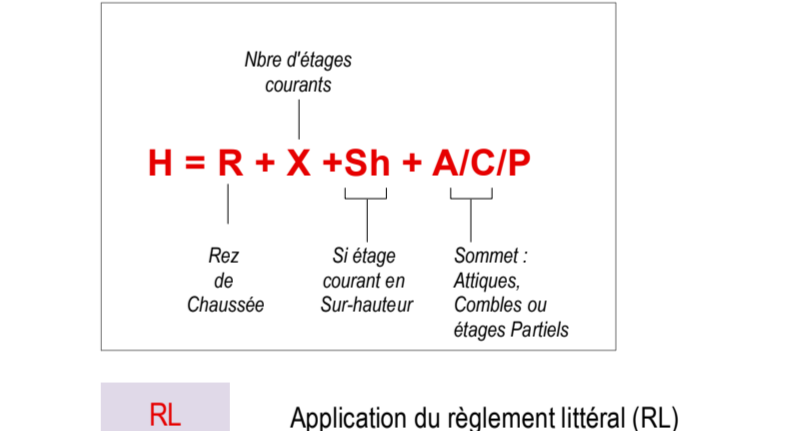 Nbre d'étages
courants
H = R + X +Sh + A/C/P
Rez
de
Chaussée
Si étage
courant en
Sur-hauteur
Sommet :
Attiques,
Combles ou
étages Partiels
RL
Application du règlement littéral (RL)